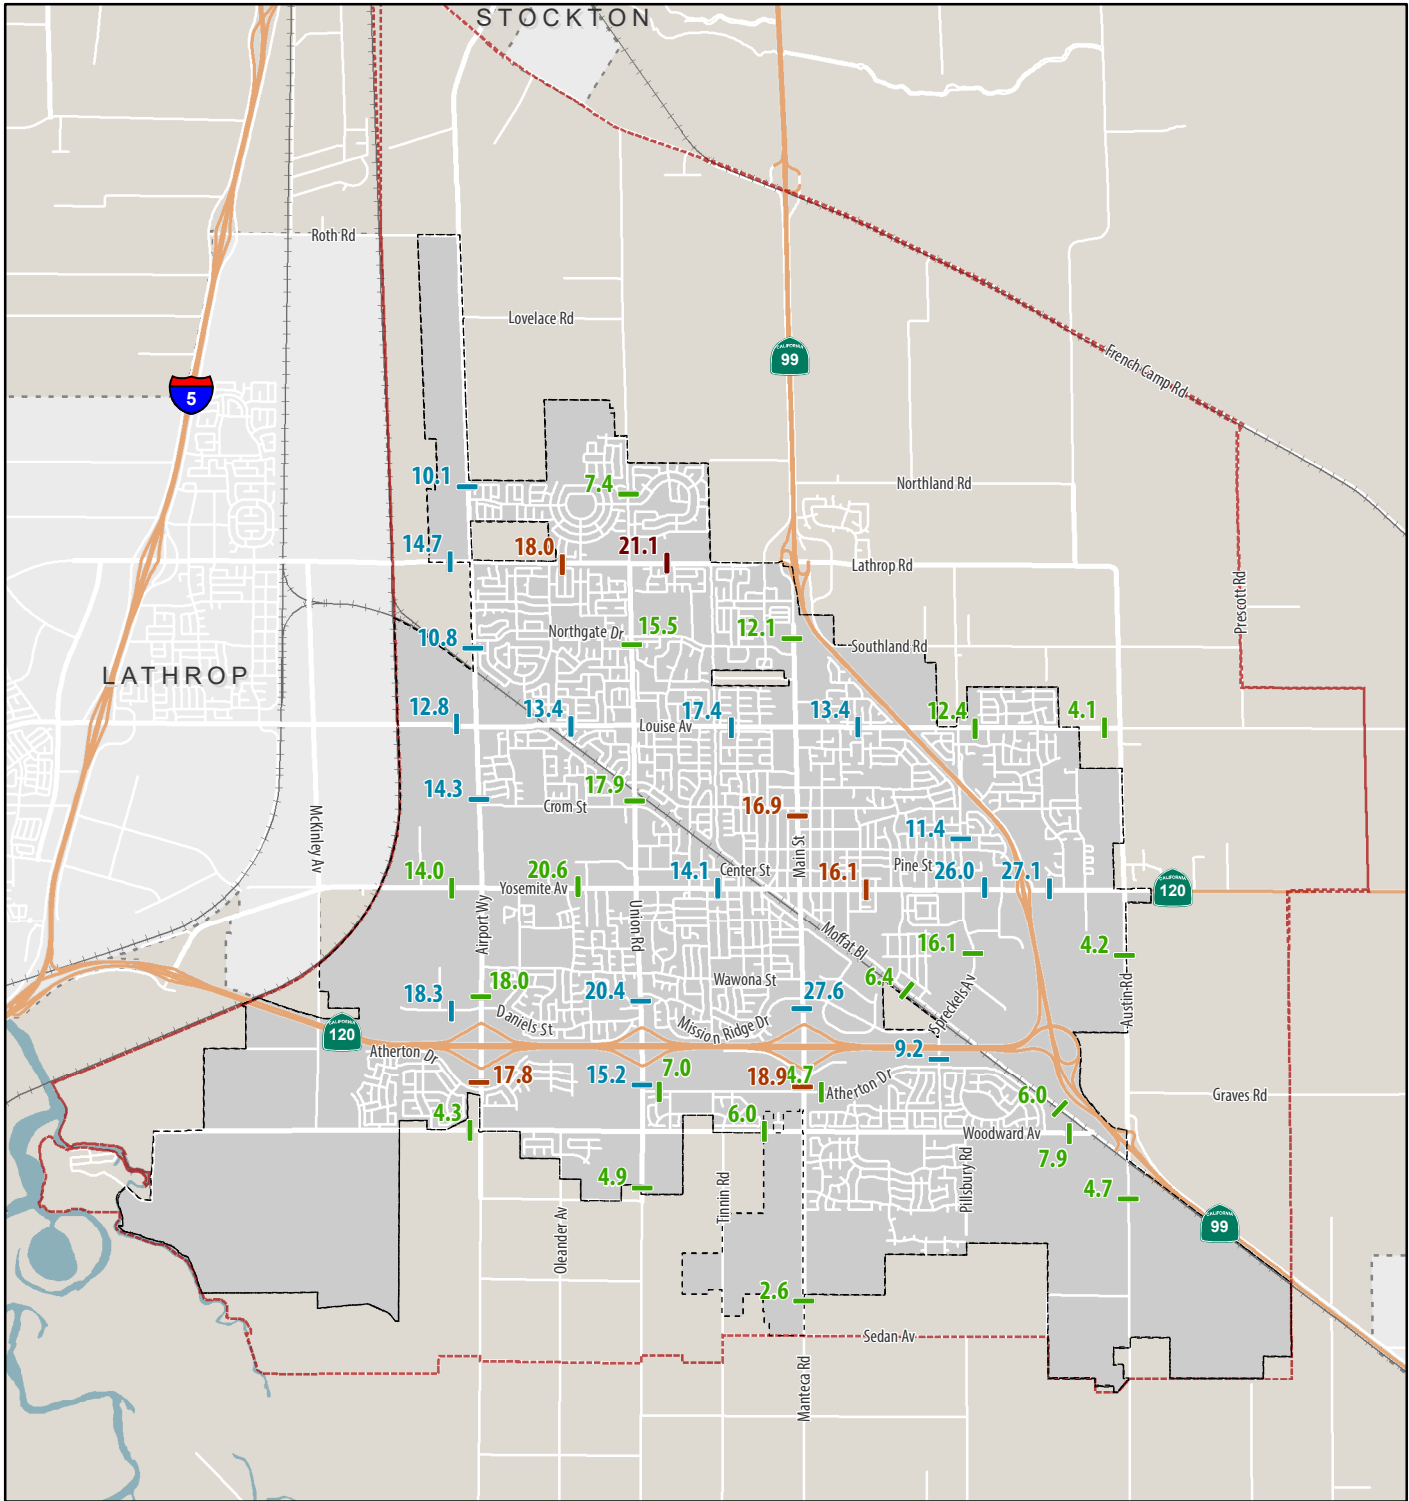 STOCKTON
Roth Rd
Lovelace Rd
CALIFORNIA
99
French Camp Rd
5
10.1
7.4
Northland Rd
14.7
18.0
21.1
Lathrop Rd
Prescott Rd
10.8
Northgate Dr
15.5
12.1
Southland Rd
LATHROP
12.8
13.4
Louise Av
17.4
13.4
12.4
4.1
14.3
Crom St
17.9
16.9
McKinley Av
Main St
11.4
14.0
20.6
Yosemite Av
14.1
Center St
16.1
Pine St
26.0
27.1
CALIFORNIA
120
Airport Wy
Union Rd
Moffat Bl
16.1
4.2
18.3
18.0
20.4
Wawona St
27.6
6.4
Spreckels Av
Austin Rd
CALIFORNIA
120
Daniels St
Mission Ridge Dr
Atherton Dr
9.2
17.8
15.2
7.0
18.9
4.7
Atherton Dr
6.0
Graves Rd
4.3
6.0
Woodward Av
7.9
4.9
Tinnin Rd
Pillsbury Rd
4.7
Oleander Av
CALIFORNIA
99
2.6
Sedan Av
Manteca Rd